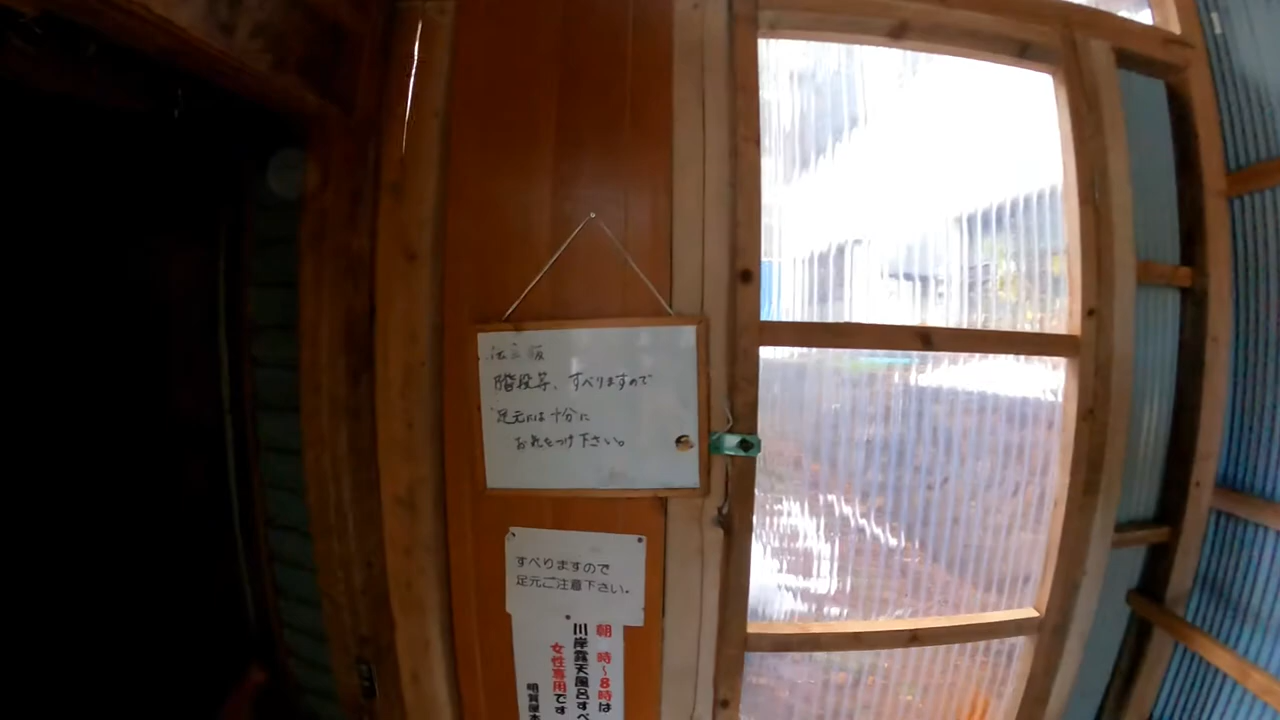 階段等、すべりますので
足元には十分に
お気をつけ下さい。
すべりますので
足元ご注意下さい。
朝 時~8時は
川岸露天風呂すべ
女性専用です